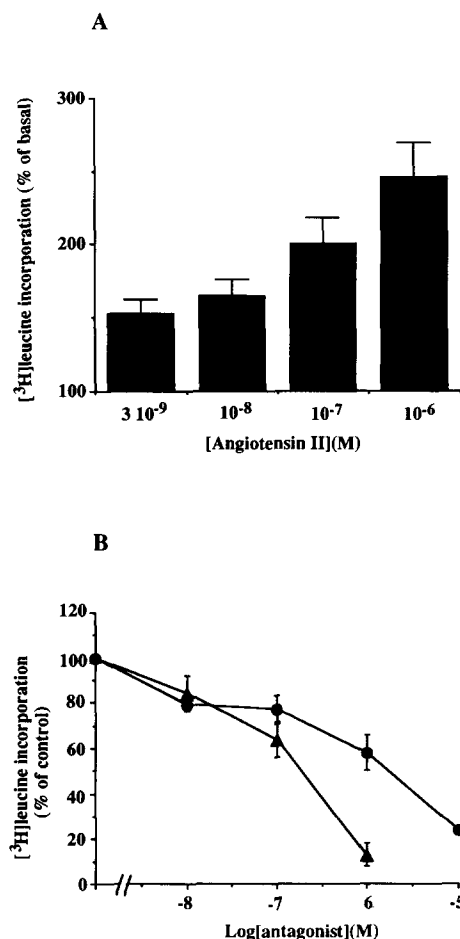 A
[³H]leucine incorporation (% of basal)
300
200
100
3 10⁻⁹
10⁻⁸
10⁻⁷
10⁻⁶
[Angiotensin II](M)
B
[³H]leucine incorporation
(% of control)
120
100
80
60
40
20
0
-8
-7
6
-5
Log[antagonist](M)